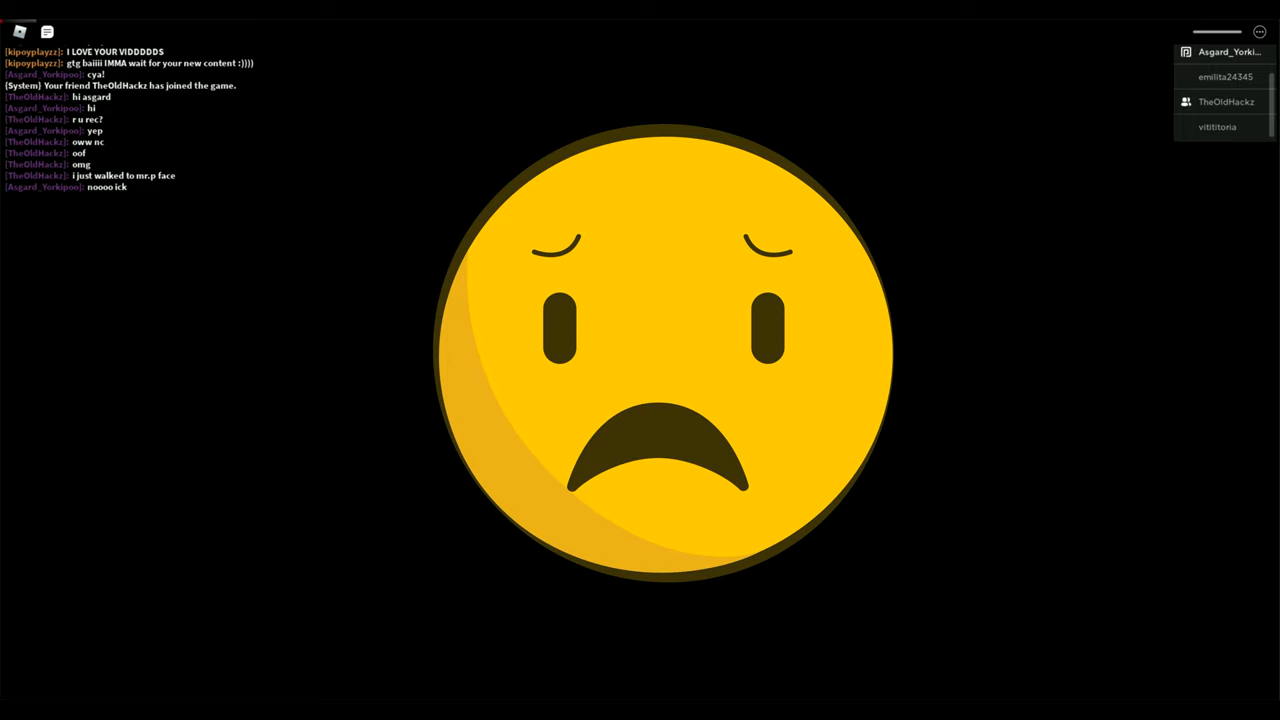 [kipoyplayzz]: I LOVE YOUR VIDDDDDS
[kipoyplayzz]: gtg baiiii IMMA wait for your new content :))))
[Asgard_Yorkipoo]: cya!
{System} Your friend TheOldHackz has joined the game.
[TheOldHackz]: hi asgard
[Asgard_Yorkipoo]: hi
[TheOldHackz]: r u rec?
[Asgard_Yorkipoo]: yep
[TheOldHackz]: oww nc
[TheOldHackz]: oof
[TheOldHackz]: omg
[TheOldHackz]: i just walked to mr.p face
[Asgard_Yorkipoo]: noooo ick
Asgard_Yorki...
emilita24345
TheOldHackz
vitititoria